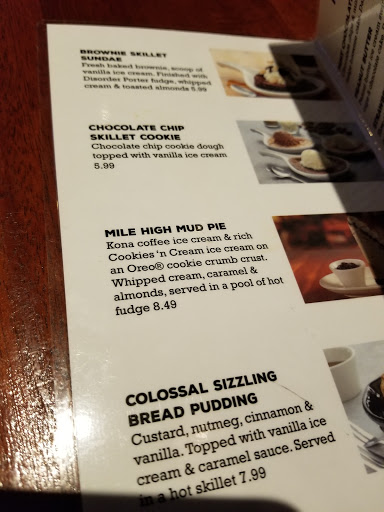 BROWNIE SKILLET
SUNDAE
Fresh baked brownie, scoop of
vanilla ice cream. Finished with
Disorder Porter fudge, whipped
cream & toasted almonds 5.99
CHOCOLATE CHIP
SKILLET COOKIE
Chocolate chip cookie dough
topped with vanilla ice cream
5.99
MILE HIGH MUD PIE
Kona coffee ice cream & rich
Cookies 'n Cream ice cream on
an Oreo® cookie crumb crust.
Whipped cream, caramel &
almonds, served in a pool of hot
fudge 8.49
COLOSSAL SIZZLING
BREAD PUDDING
Custard, nutmeg, cinnamon &
vanilla. Topped with vanilla ice
cream & caramel sauce. Served
in a hot skillet 7.99